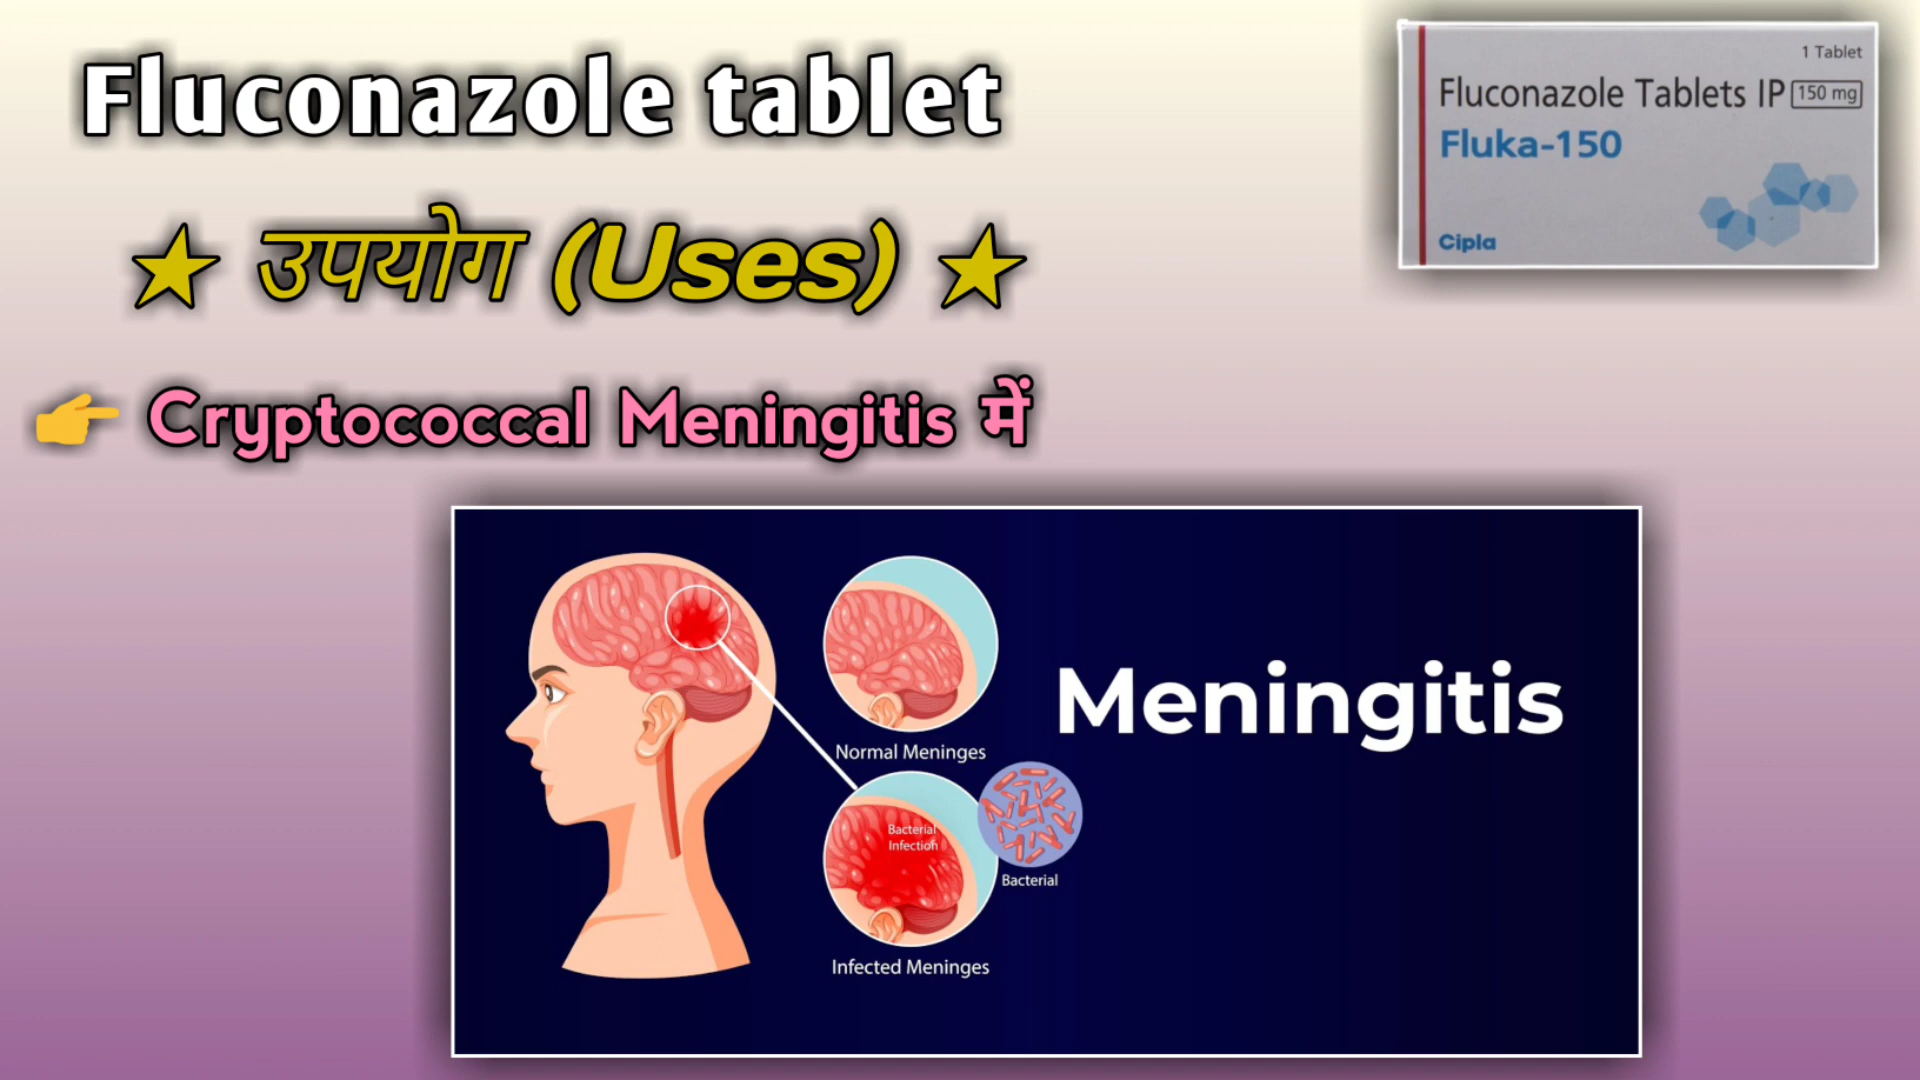 Fluconazole tablet
★ उपयोग (Uses) ★
👉 Cryptococcal Meningitis में
1 Tablet
Fluconazole Tablets IP 150 mg
Fluka-150
Cipla
Meningitis
Normal Meninges
Bacterial
Infection
Bacterial
Infected Meninges